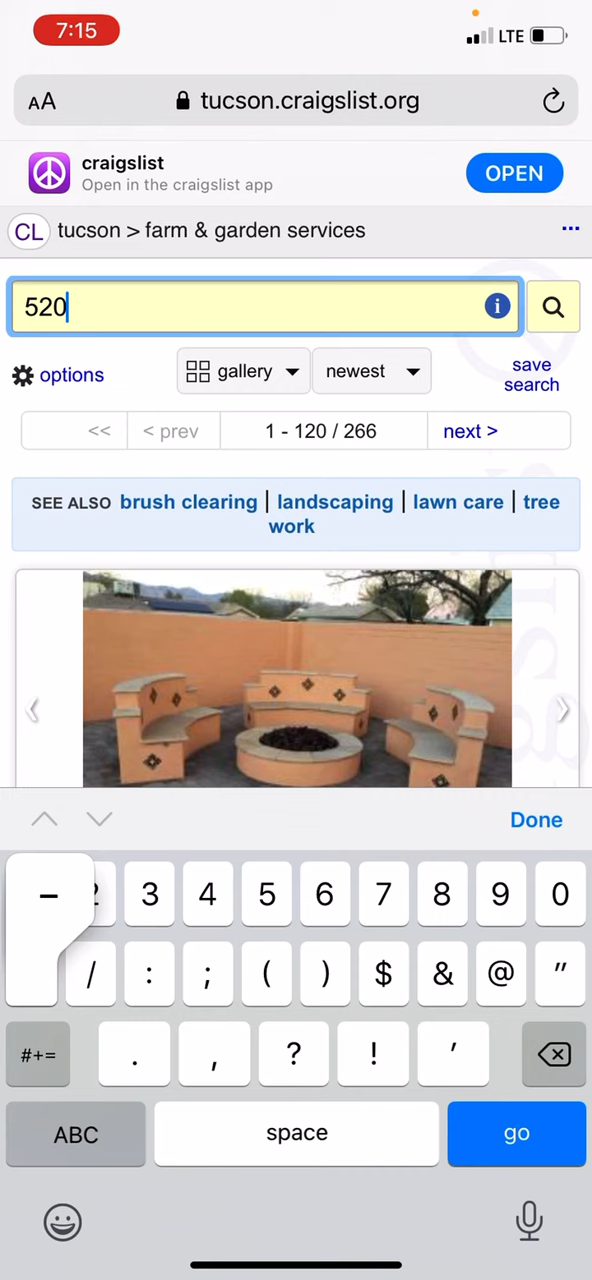 7:15
LTE
AA tucson.craigslist.org
craigslist
Open in the craigslist app
OPEN
CL tucson > farm & garden services ...
520 i
options
gallery newest
save
search
<< < prev 1 - 120 / 266 next >
SEE ALSO brush clearing | landscaping | lawn care | tree
work
Done
- 2 3 4 5 6 7 8 9 0
/ : ; ( ) $ & @ "
#+= . , ? ! '
ABC space go